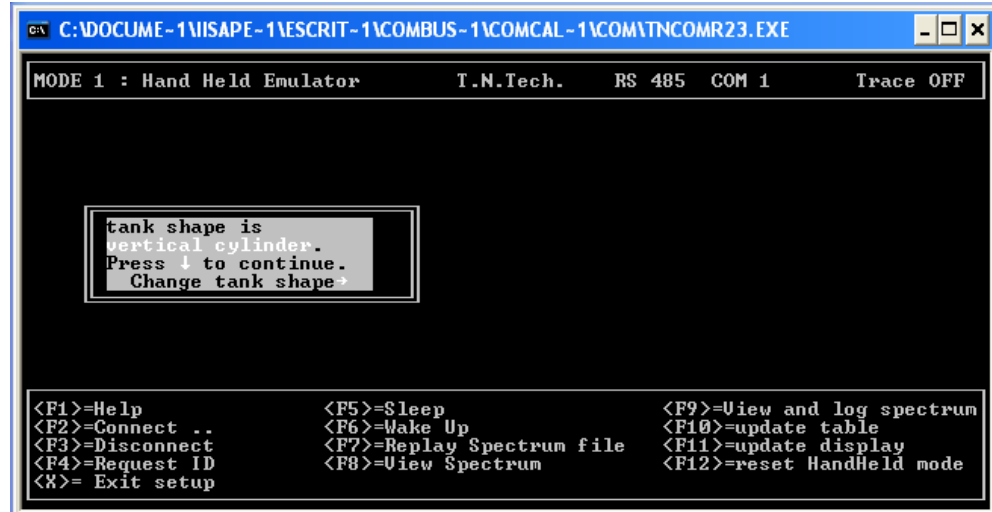 C:\DOCUME~1\IISAPE~1\ESCRIT~1\COMBUS~1\COMCAL~1\COM\TNCOMR23.EXE
MODE 1 : Hand Held Emulator T.N.Tech. RS 485 COM 1 Trace OFF
tank shape is
vertical cylinder.
Press ↓ to continue.
Change tank shape→
<F1>=Help <F5>=Sleep <F9>=View and log spectrum
<F2>=Connect .. <F6>=Wake Up <F10>=update table
<F3>=Disconnect <F7>=Replay Spectrum file <F11>=update display
<F4>=Request ID <F8>=View Spectrum <F12>=reset HandHeld mode
<X>= Exit setup